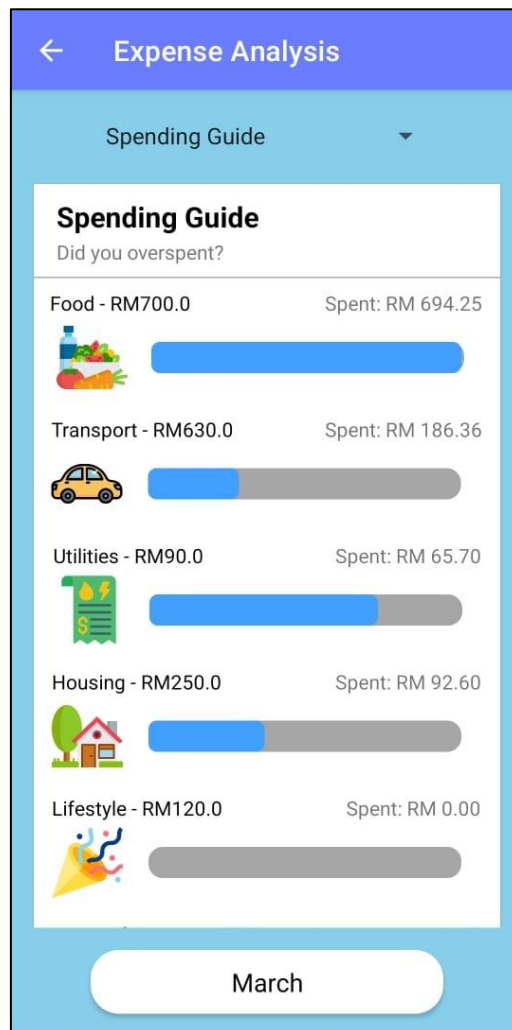 Expense Analysis
Spending Guide
Spending Guide
Did you overspent?
Food - RM700.0 Spent: RM 694.25
Transport - RM630.0 Spent: RM 186.36
Utilities - RM90.0 Spent: RM 65.70
$
Housing - RM250.0 Spent: RM 92.60
Lifestyle - RM120.0 Spent: RM 0.00
March